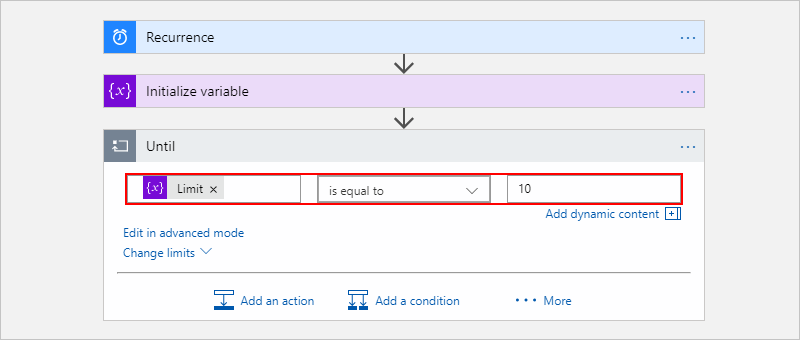 Recurrence ...
{x} Initialize variable ...
Until ...
{x} Limit × is equal to 10
Add dynamic content
Edit in advanced mode
Change limits
Add an action Add a condition ... More